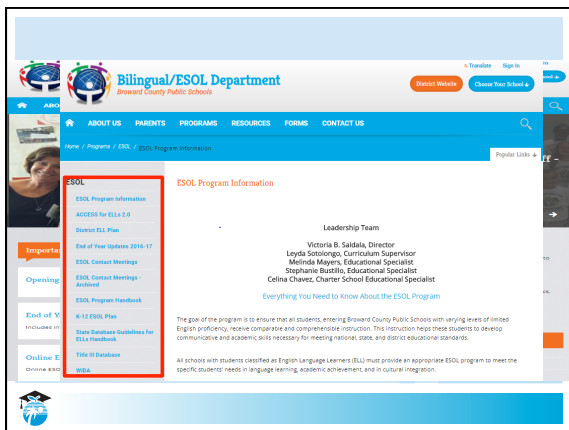 Translate Sign In
Bilingual/ESOL Department
Broward County Public Schools
District Website
Choose Your School
ABOUT US PARENTS PROGRAMS RESOURCES FORMS CONTACT US
Home / Programs / ESOL / ESOL Program Information
Popular Links
ESOL
ESOL Program Information
ACCESS for ELLs 2.0
District ELL Plan
End of Year Updates 2016-17
ESOL Contact Meetings
ESOL Contact Meetings -
Archived
ESOL Program Handbook
K-12 ESOL Plan
State Database Guidelines for
ELLs Handbook
Title III Database
WIDA
ESOL Program Information
Leadership Team
Victoria B. Saldala, Director
Leyda Sotolongo, Curriculum Supervisor
Melinda Mayers, Educational Specialist
Stephanie Bustillo, Educational Specialist
Celina Chavez, Charter School Educational Specialist
Everything You Need to Know About the ESOL Program
The goal of the program is to ensure that all students, entering Broward County Public Schools with varying levels of limited
English proficiency, receive comparable and comprehensible instruction. This instruction helps these students to develop
communicative and academic skills necessary for meeting national, state, and district educational standards.
All schools with students classified as English Language Learners (ELL) must provide an appropriate ESOL program to meet the
specific students' needs in language learning, academic achievement, and in cultural integration.
ABO
Importa
Opening
End of Y
Includes in
Online E
Online ESO